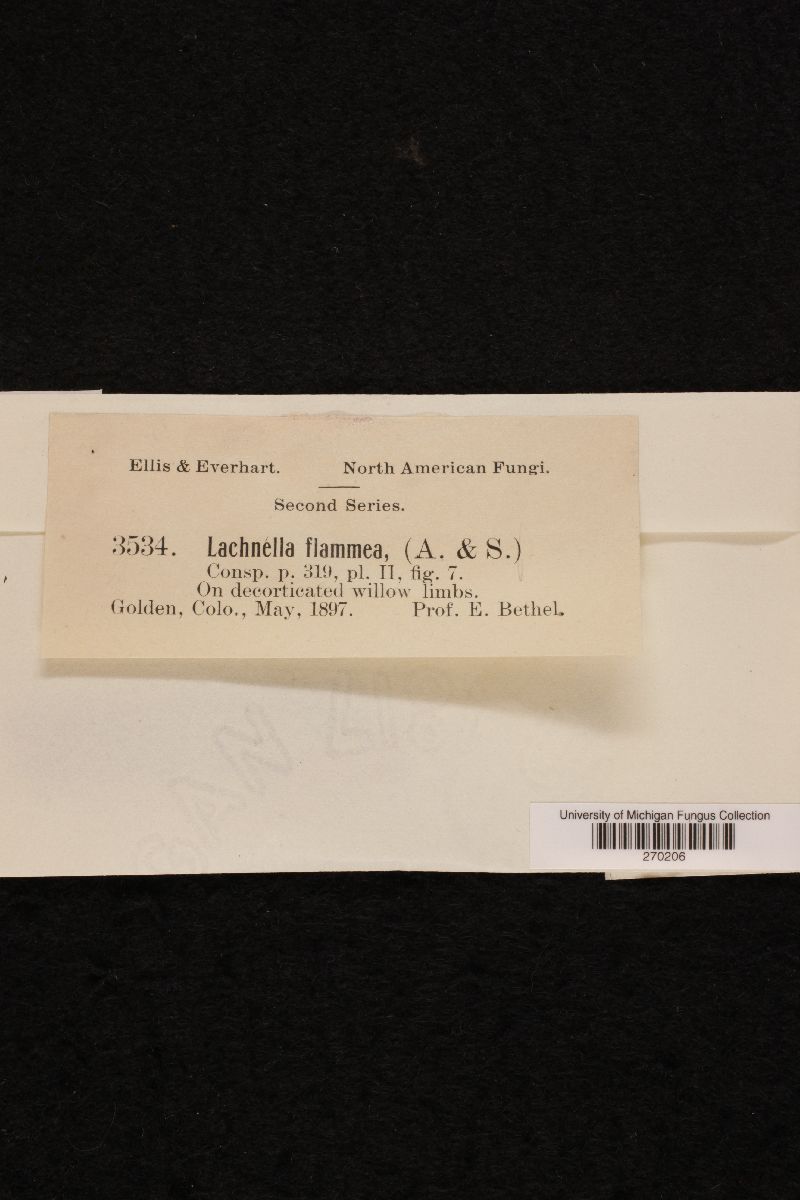 Ellis & Everhart. North American Fungi.
Second Series.
3534. Lachnella flammea, (A. & S.)
Consp. p. 319, pl. II, fig. 7.
On decorticated willow limbs.
Golden, Colo., May, 1897. Prof. E. Bethel.
University of Michigan Fungus Collection
270206